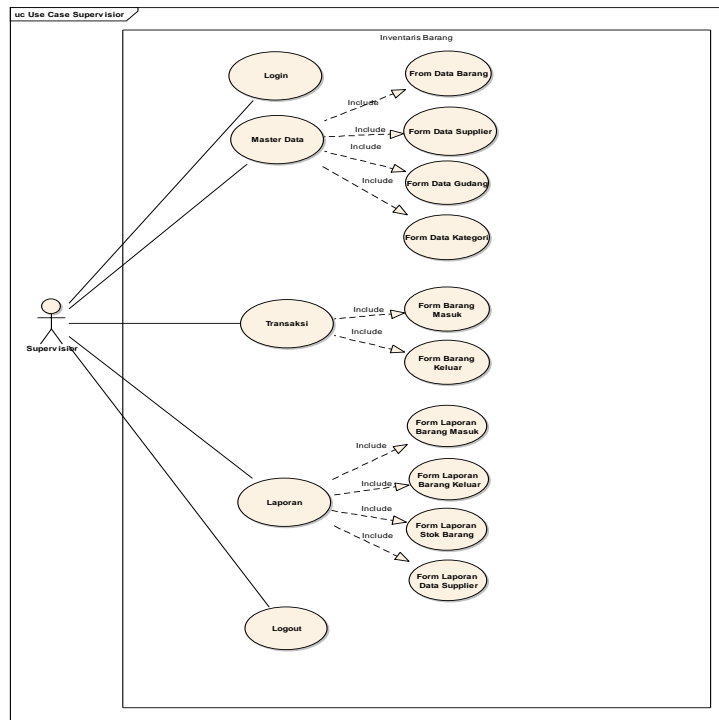 uc Use Case Supervisior
Inventaris Barang
Login
From Data Barang
Include
Master Data
Include
Form Data Supplier
Include
Form Data Gudang
Include
Form Data Kategori
Supervisior
Transaksi
Include
Form Barang
Masuk
Include
Form Barang
Keluar
Laporan
Include
Form Laporan
Barang Masuk
Include
Form Laporan
Barang Keluar
Include
Form Laporan
Stok Barang
Include
Form Laporan
Data Supplier
Logout